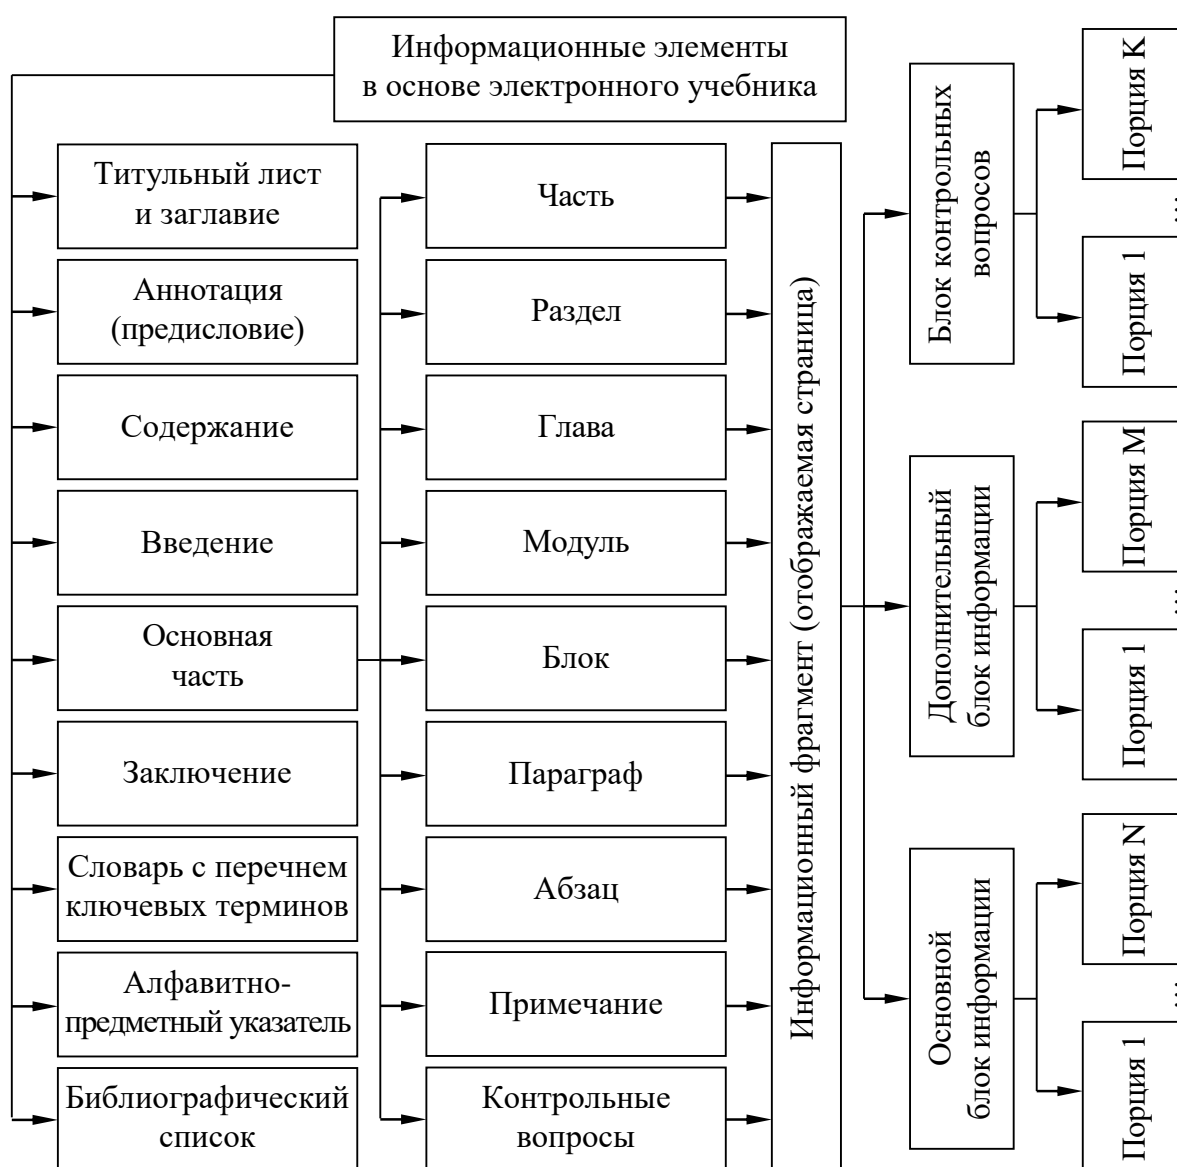 Информационные элементы
в основе электронного учебника
Титульный лист
и заглавие
Аннотация
(предисловие)
Содержание
Введение
Основная
часть
Заключение
Словарь с перечнем
ключевых терминов
Алфавитно-
предметный указатель
Библиографический
список
Часть
Раздел
Глава
Модуль
Блок
Параграф
Абзац
Примечание
Контрольные
вопросы
Информационный фрагмент (отображаемая страница)
Блок контрольных
вопросов
Порция K
...
Порция 1
Дополнительный
блок информации
Порция M
...
Порция 1
Основной
блок информации
Порция N
...
Порция 1